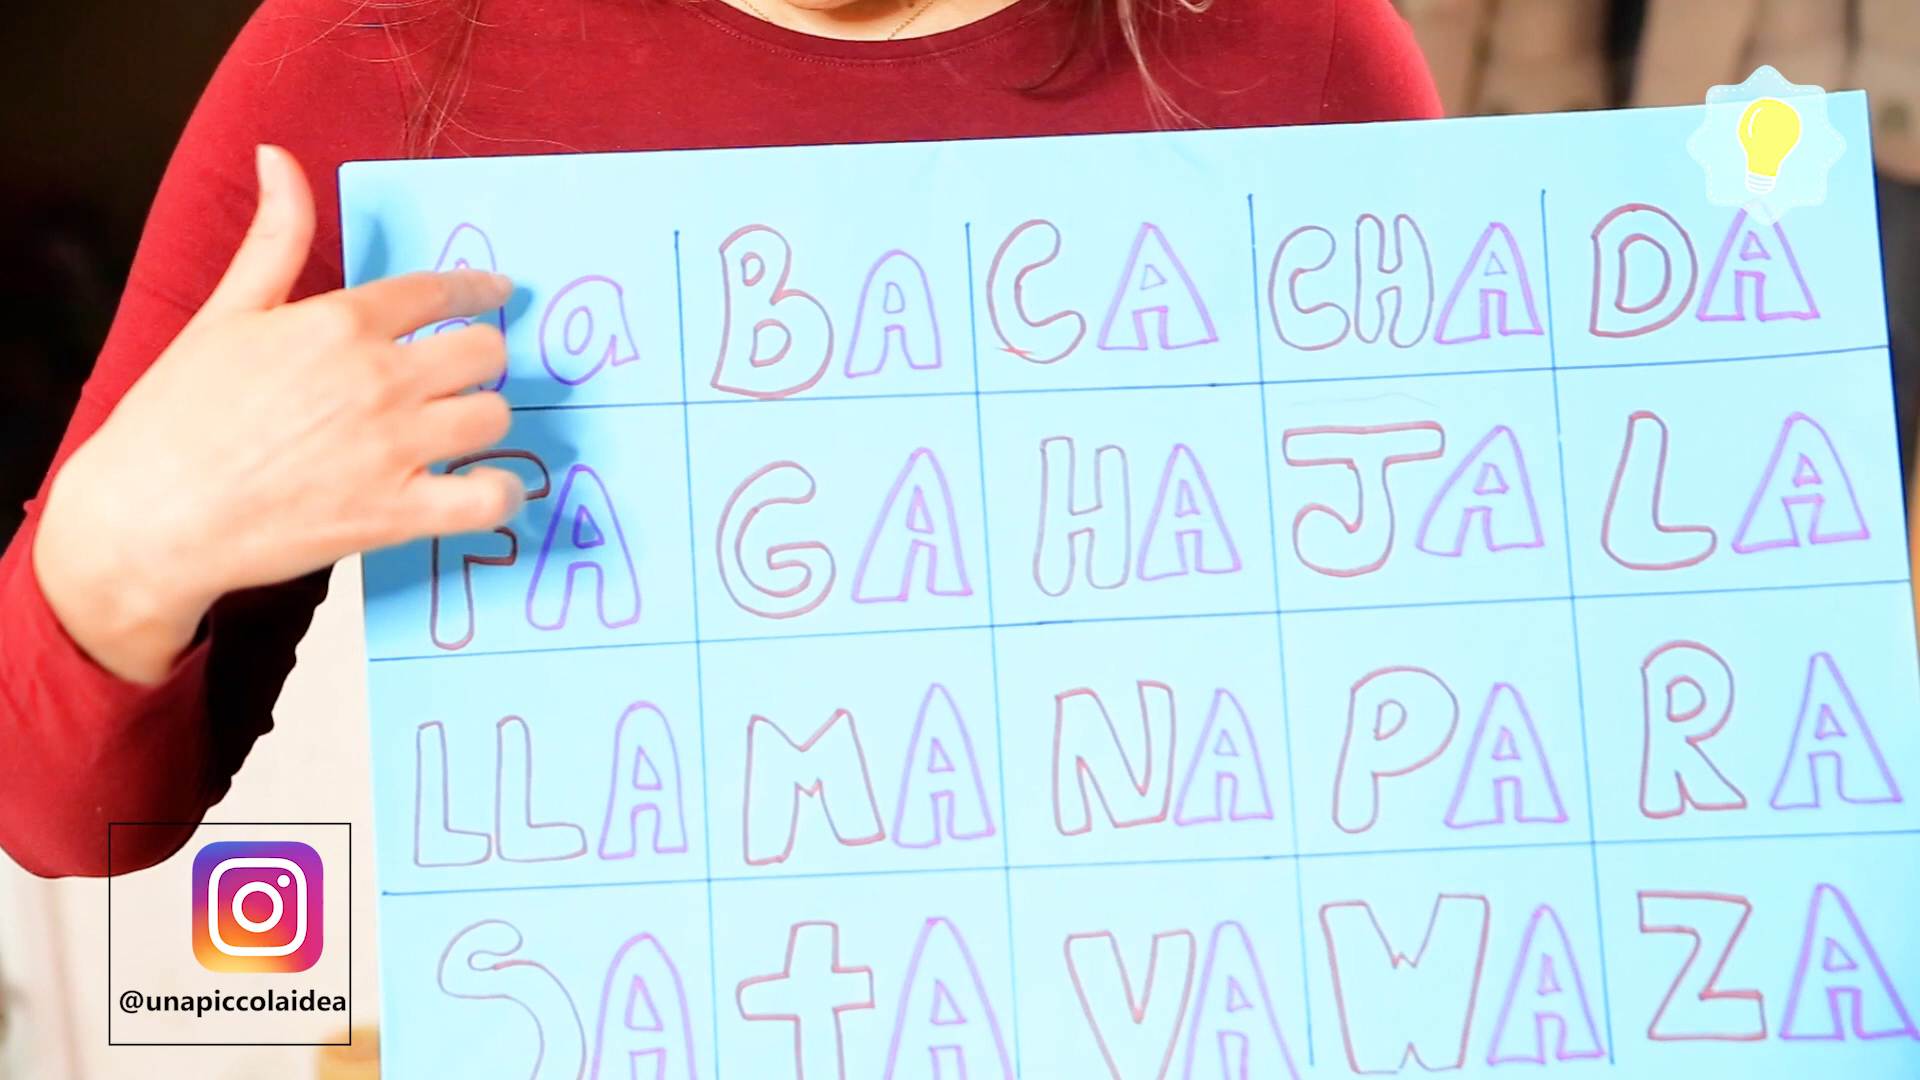 Aa BA CA CHA DA
FA GA HA JA LA
LLA MA NA PA RA
SA tA VA WA ZA
@unapiccolaidea